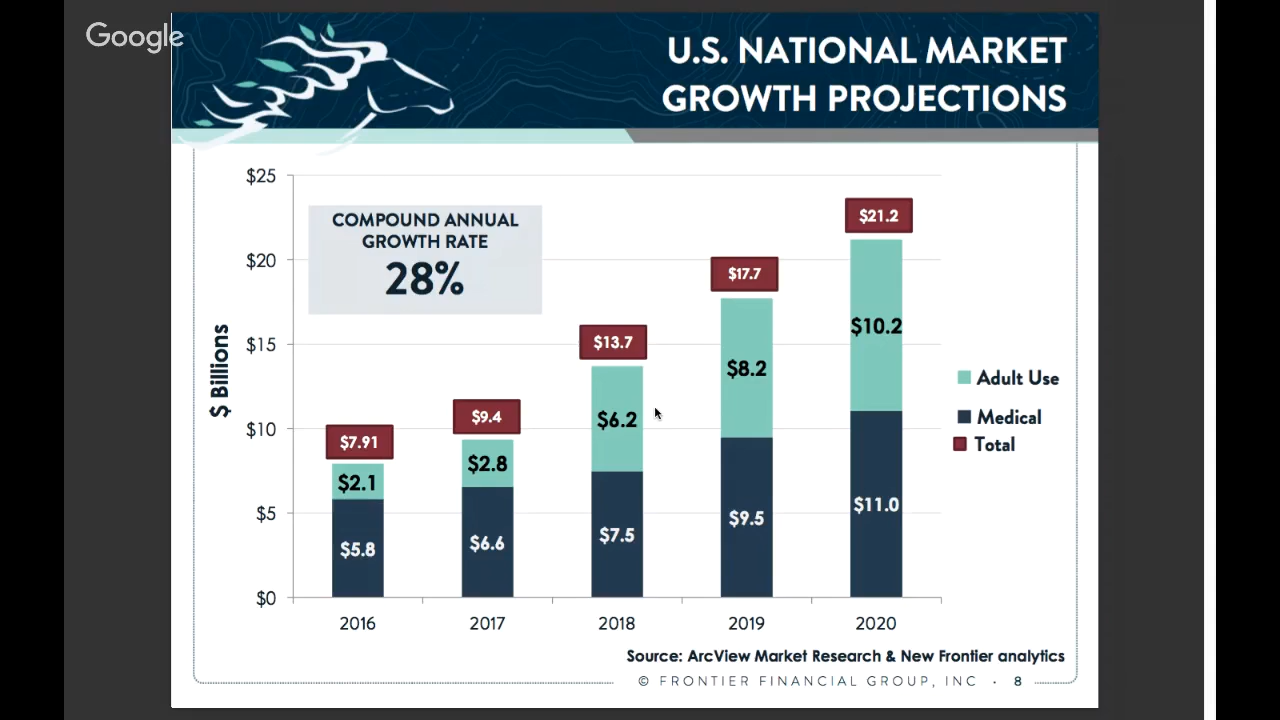 Google
U.S. NATIONAL MARKET
GROWTH PROJECTIONS
$ Billions
$25
$20
$15
$10
$5
$0
COMPOUND ANNUAL
GROWTH RATE
28%
$7.91
$2.1
$5.8
$9.4
$2.8
$6.6
$13.7
$6.2
$7.5
$17.7
$8.2
$9.5
$21.2
$10.2
$11.0
2016 2017 2018 2019 2020
Adult Use
Medical
Total
Source: ArcView Market Research & New Frontier analytics
© FRONTIER FINANCIAL GROUP, INC · 8